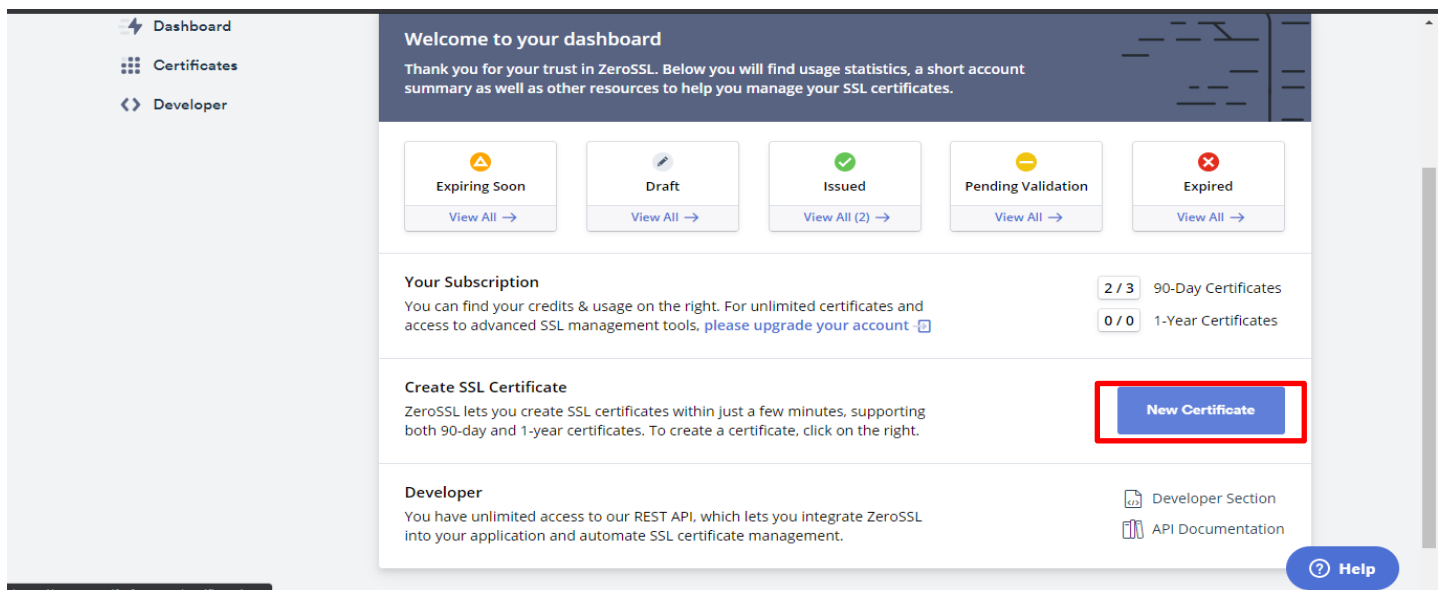 Dashboard
Certificates
Developer
Welcome to your dashboard
Thank you for your trust in ZeroSSL. Below you will find usage statistics, a short account
summary as well as other resources to help you manage your SSL certificates.
Expiring Soon
View All →
Draft
View All →
Issued
View All (2) →
Pending Validation
View All →
Expired
View All →
Your Subscription
You can find your credits & usage on the right. For unlimited certificates and
access to advanced SSL management tools, please upgrade your account
2 / 3 90-Day Certificates
0 / 0 1-Year Certificates
Create SSL Certificate
ZeroSSL lets you create SSL certificates within just a few minutes, supporting
both 90-day and 1-year certificates. To create a certificate, click on the right.
New Certificate
Developer
You have unlimited access to our REST API, which lets you integrate ZeroSSL
into your application and automate SSL certificate management.
Developer Section
API Documentation
Help